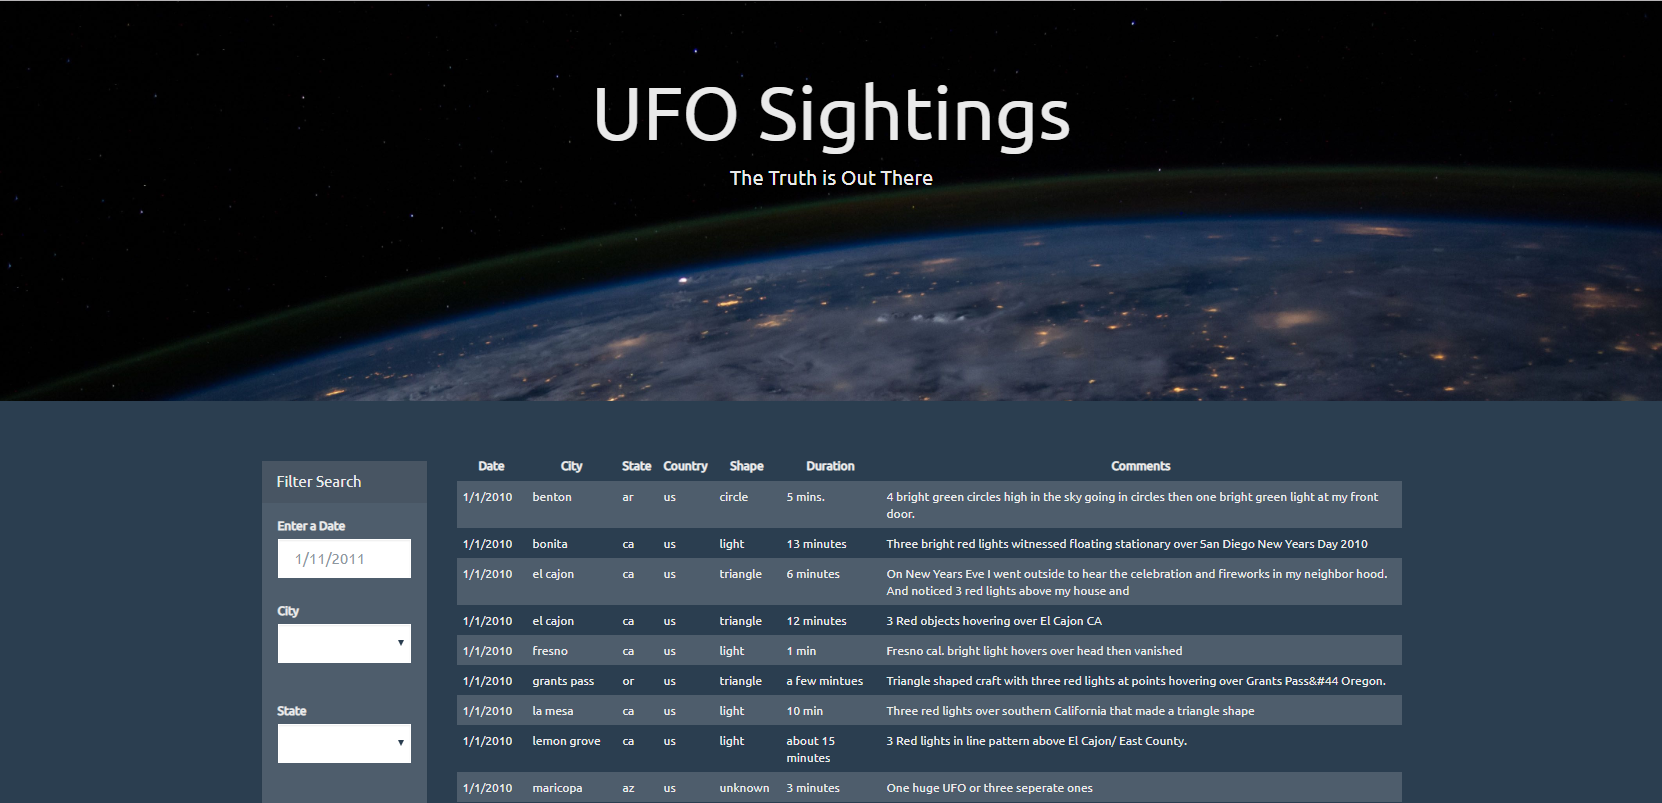 UFO Sightings
The Truth is Out There
Filter Search
Enter a Date
1/11/2011
City
State
Date City State Country Shape Duration Comments
1/1/2010 benton ar us circle 5 mins. 4 bright green circles high in the sky going in circles then one bright green light at my front
door.
1/1/2010 bonita ca us light 13 minutes Three bright red lights witnessed floating stationary over San Diego New Years Day 2010
1/1/2010 el cajon ca us triangle 6 minutes On New Years Eve I went outside to hear the celebration and fireworks in my neighbor hood.
And noticed 3 red lights above my house and
1/1/2010 el cajon ca us triangle 12 minutes 3 Red objects hovering over El Cajon CA
1/1/2010 fresno ca us light 1 min Fresno cal. bright light hovers over head then vanished
1/1/2010 grants pass or us triangle a few mintues Triangle shaped craft with three red lights at points hovering over Grants Pass&#44 Oregon.
1/1/2010 la mesa ca us light 10 min Three red lights over southern California that made a triangle shape
1/1/2010 lemon grove ca us light about 15 3 Red lights in line pattern above El Cajon/ East County.
minutes
1/1/2010 maricopa az us unknown 3 minutes One huge UFO or three seperate ones